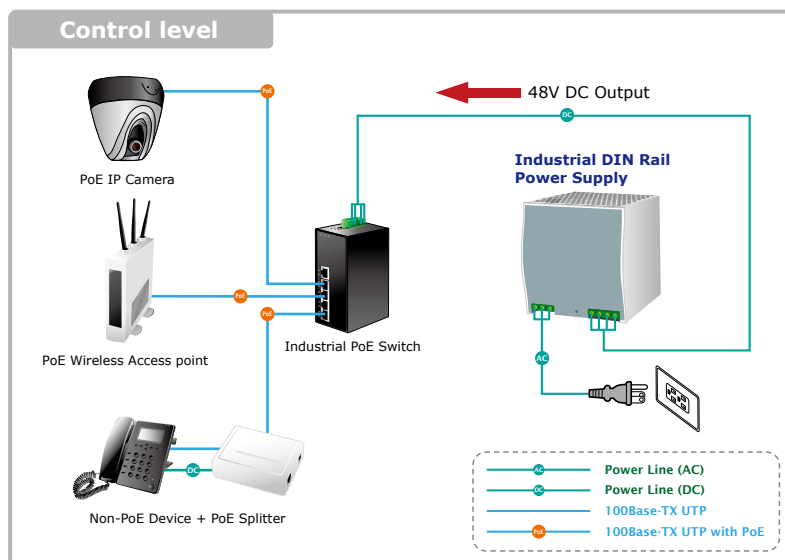 Control level
PoE
48V DC Output
DC
Industrial DIN Rail
Power Supply
PoE IP Camera
PoE
PoE
Industrial PoE Switch
PoE Wireless Access point
AC
DC
Non-PoE Device + PoE Splitter
AC
Power Line (AC)
DC
Power Line (DC)
100Base-TX UTP
PoE
100Base-TX UTP with PoE